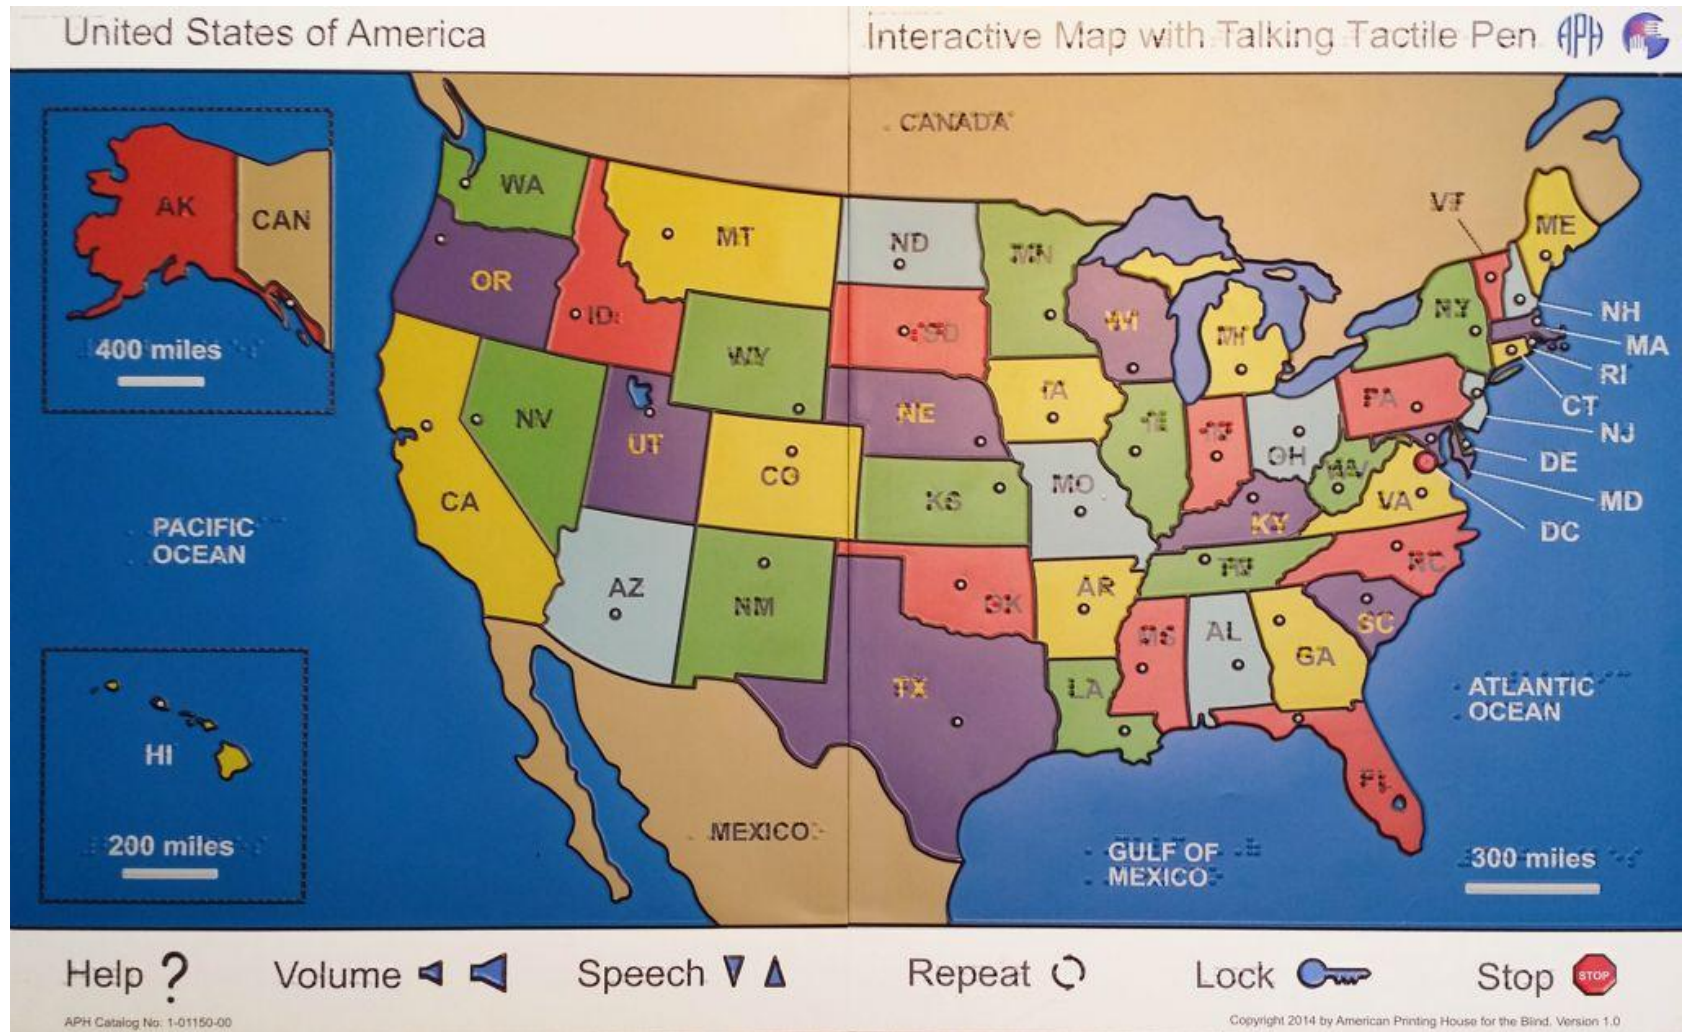 United States of America
Interactive Map with Talking Tactile Pen
APH
CANADA
AK
CAN
400 miles
WA
MT
ND
MN
VT
ME
OR
ID
SD
WI
NY
NH
MA
WY
RI
NV
NE
IA
PA
CT
UT
OH
NJ
CO
KS
MO
WV
DE
CA
VA
MD
KY
DC
PACIFIC
OCEAN
AZ
NM
OK
AR
NC
MS
AL
SC
GA
TX
LA
ATLANTIC
OCEAN
HI
FL
200 miles
MEXICO
GULF OF
MEXICO
300 miles
Help ?
Volume
Speech
Repeat
Lock
Stop
STOP
APH Catalog No: 1-01150-00
Copyright 2014 by American Printing House for the Blind. Version 1.0